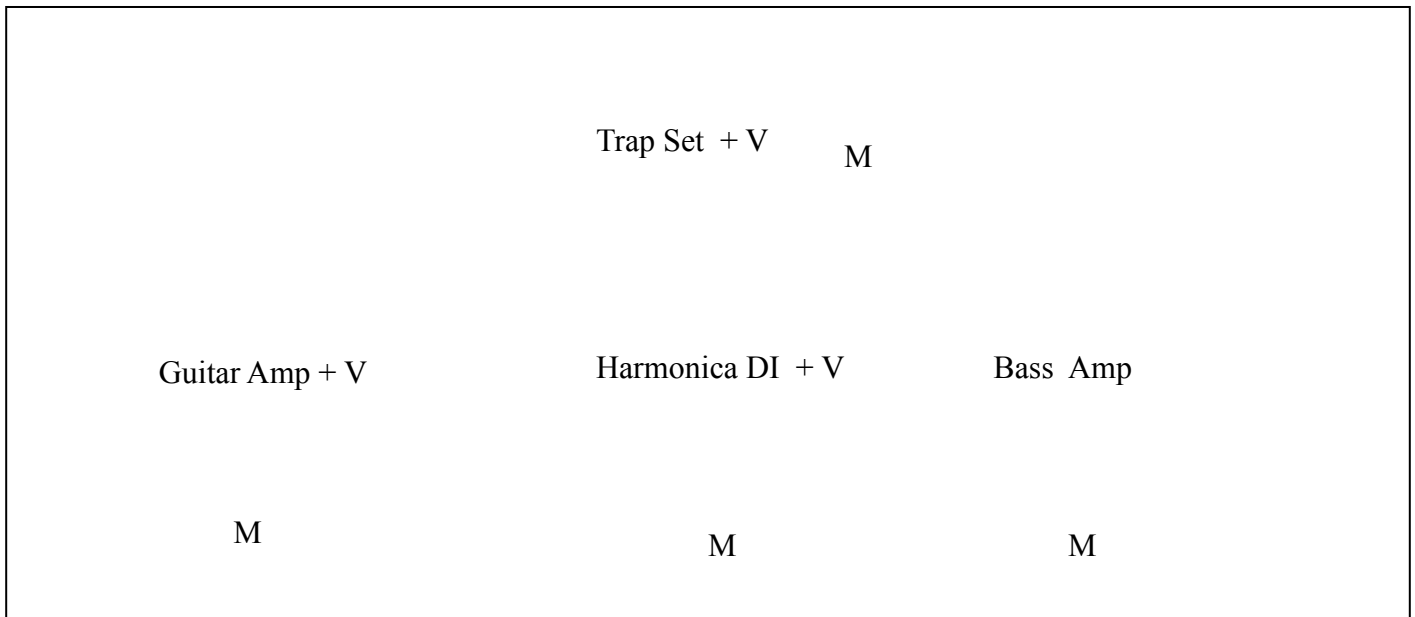 Trap Set + V
M
Guitar Amp + V
Harmonica DI + V
Bass Amp
M
M
M